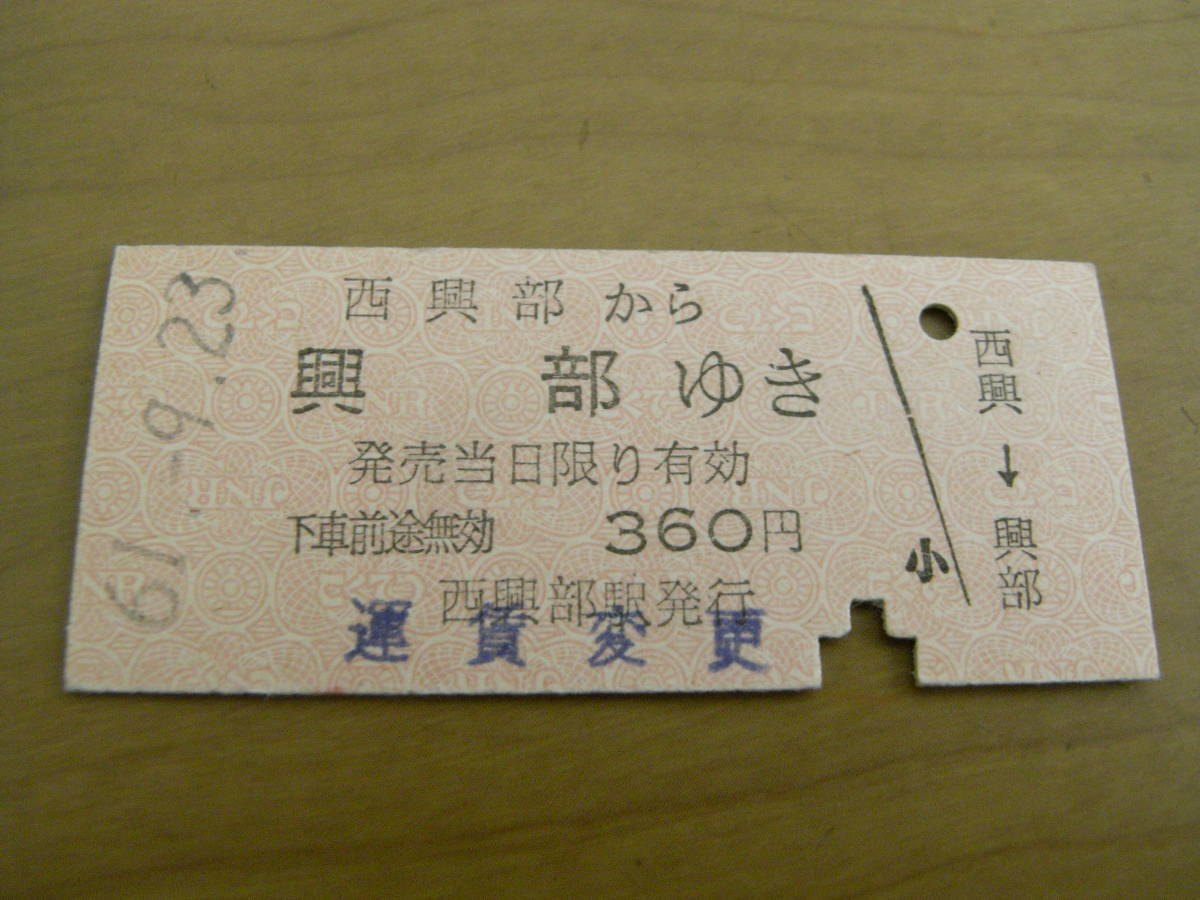 61.-9.23
西興部から
興部ゆき
発売当日限り有効
下車前途無効 360円
西興部駅発行
運賃変更
小
西興
↓
興部